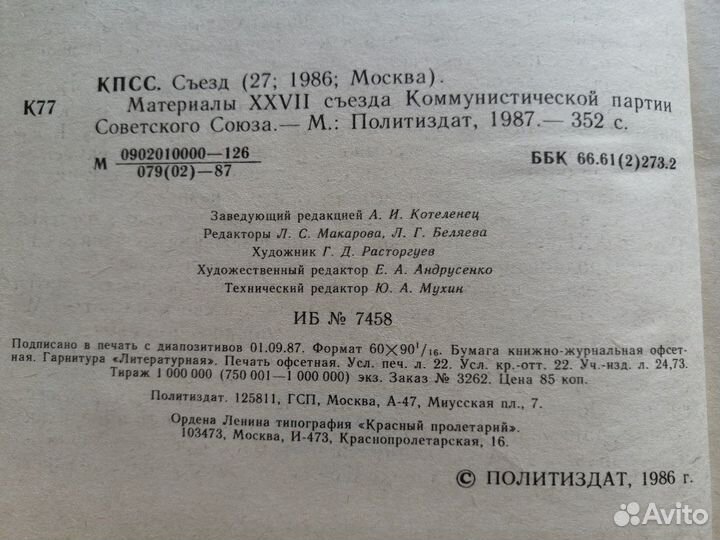 КПСС. Съезд (27; 1986; Москва).
К77 Материалы XXVII съезда Коммунистической партии
Советского Союза.— М.: Политиздат, 1987.— 352 с.
М 0902010000—126
079(02)—87
ББК 66.61(2)273.2
Заведующий редакцией А. И. Котеленец
Редакторы Л. С. Макарова, Л. Г. Беляева
Художник Г. Д. Расторгуев
Художественный редактор Е. А. Андрусенко
Технический редактор Ю. А. Мухин
ИБ № 7458
Подписано в печать с диапозитивов 01.09.87. Формат 60×90¹/₁₆. Бумага книжно-журнальная офсет-
ная. Гарнитура «Литературная». Печать офсетная. Усл. печ. л. 22. Усл. кр.-отт. 22. Уч.-изд. л. 24,73.
Тираж 1 000 000 (750 001—1 000 000) экз. Заказ № 3262. Цена 85 коп.
Политиздат. 125811, ГСП, Москва, А-47, Миусская пл., 7.
Ордена Ленина типография «Красный пролетарий».
103473, Москва, И-473, Краснопролетарская, 16.
© ПОЛИТИЗДАТ, 1986 г.
Avito